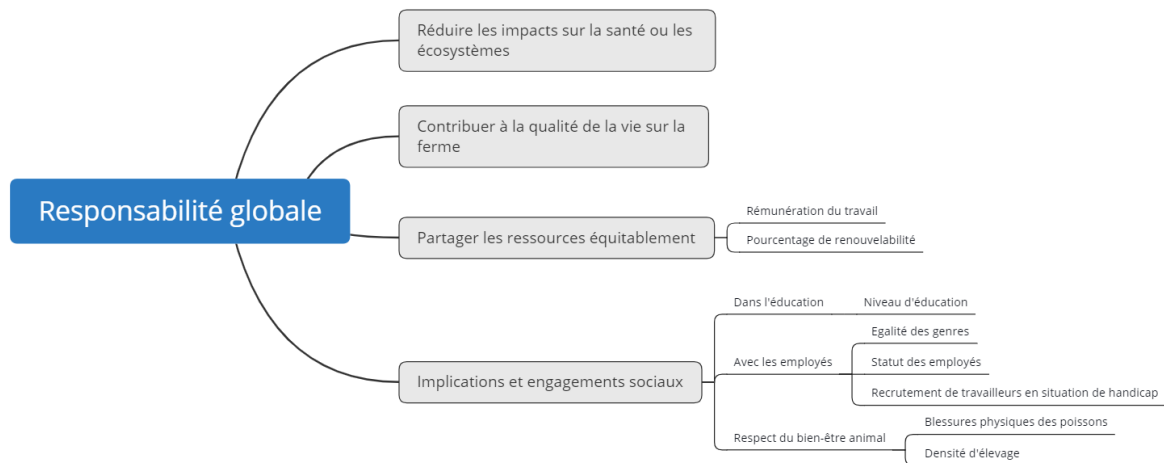 Responsabilité globale
Réduire les impacts sur la santé ou les
écosystèmes
Contribuer à la qualité de la vie sur la
ferme
Partager les ressources équitablement
Rémunération du travail
Pourcentage de renouvelabilité
Implications et engagements sociaux
Dans l'éducation
Niveau d'éducation
Avec les employés
Egalité des genres
Statut des employés
Recrutement de travailleurs en situation de handicap
Respect du bien-être animal
Blessures physiques des poissons
Densité d'élevage